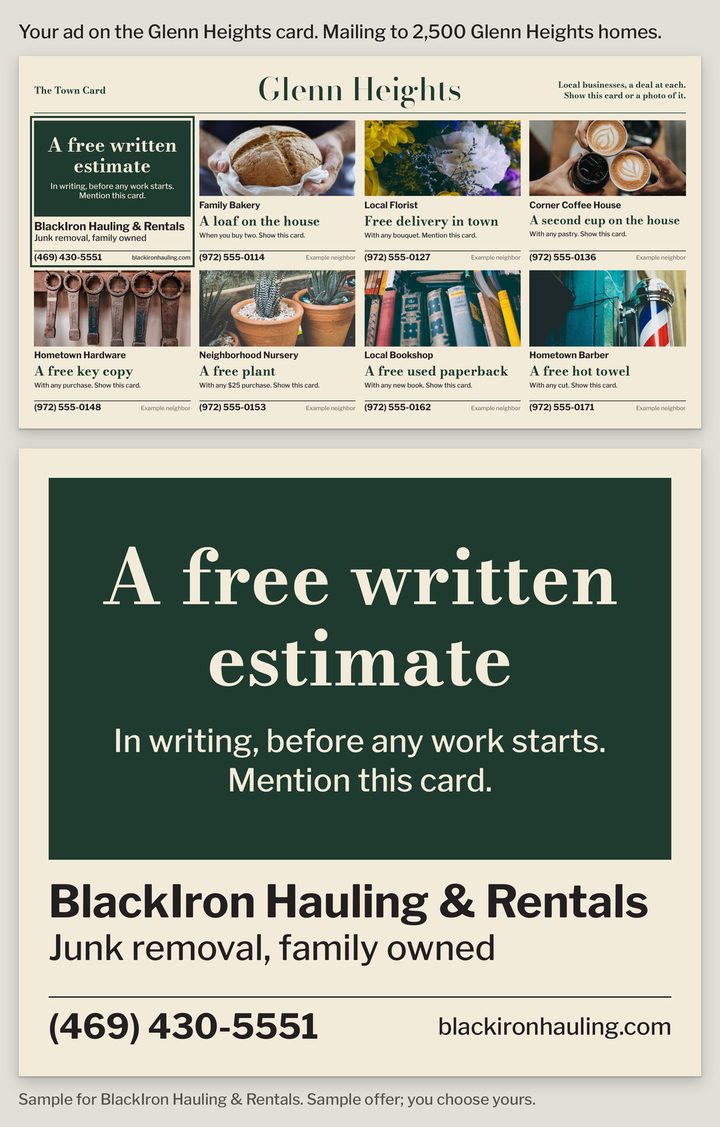 Your ad on the Glenn Heights card. Mailing to 2,500 Glenn Heights homes.
The Town Card
Glenn Heights
Local businesses, a deal at each.
Show this card or a photo of it.
A free written
estimate
In writing, before any work starts.
Mention this card.
BlackIron Hauling & Rentals
Junk removal, family owned
(469) 430-5551
blackironhauling.com
Family Bakery
A loaf on the house
When you buy two. Show this card.
(972) 555-0114
Example neighbor
Local Florist
Free delivery in town
With any bouquet. Mention this card.
(972) 555-0127
Example neighbor
Corner Coffee House
A second cup on the house
With any pastry. Show this card.
(972) 555-0136
Example neighbor
Hometown Hardware
A free key copy
With any purchase. Show this card.
(972) 555-0148
Example neighbor
Neighborhood Nursery
A free plant
With any $25 purchase. Show this card.
(972) 555-0153
Example neighbor
Local Bookshop
A free used paperback
With any new book. Show this card.
(972) 555-0162
Example neighbor
Hometown Barber
A free hot towel
With any cut. Show this card.
(972) 555-0171
Example neighbor
A free written
estimate
In writing, before any work starts.
Mention this card.
BlackIron Hauling & Rentals
Junk removal, family owned
(469) 430-5551
blackironhauling.com
Sample for BlackIron Hauling & Rentals. Sample offer; you choose yours.